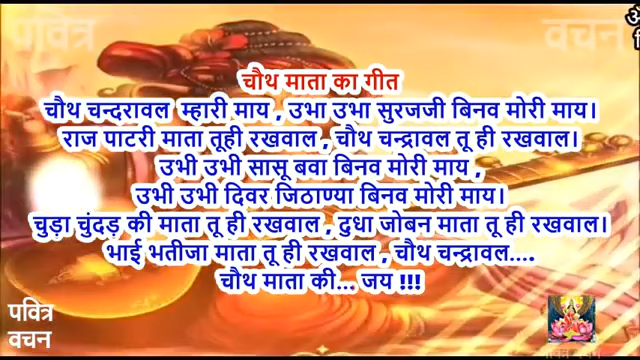 पवित्र
वचन
चौथ माता का गीत
चौथ चन्दरावल म्हारी माय , उभा उभा सुरजजी बिनव मोरी माय।
राज पाटरी माता तूही रखवाल , चौथ चन्द्रावल तू ही रखवाल।
उभी उभी सासू बवा बिनव मोरी माय ,
उभी उभी दिवर जिठाण्या बिनव मोरी माय।
चुड़ा चुंदड़ की माता तू ही रखवाल , दुधा जोबन माता तू ही रखवाल।
भाई भतीजा माता तू ही रखवाल , चौथ चन्द्रावल....
चौथ माता की... जय !!!
पवित्र
वचन